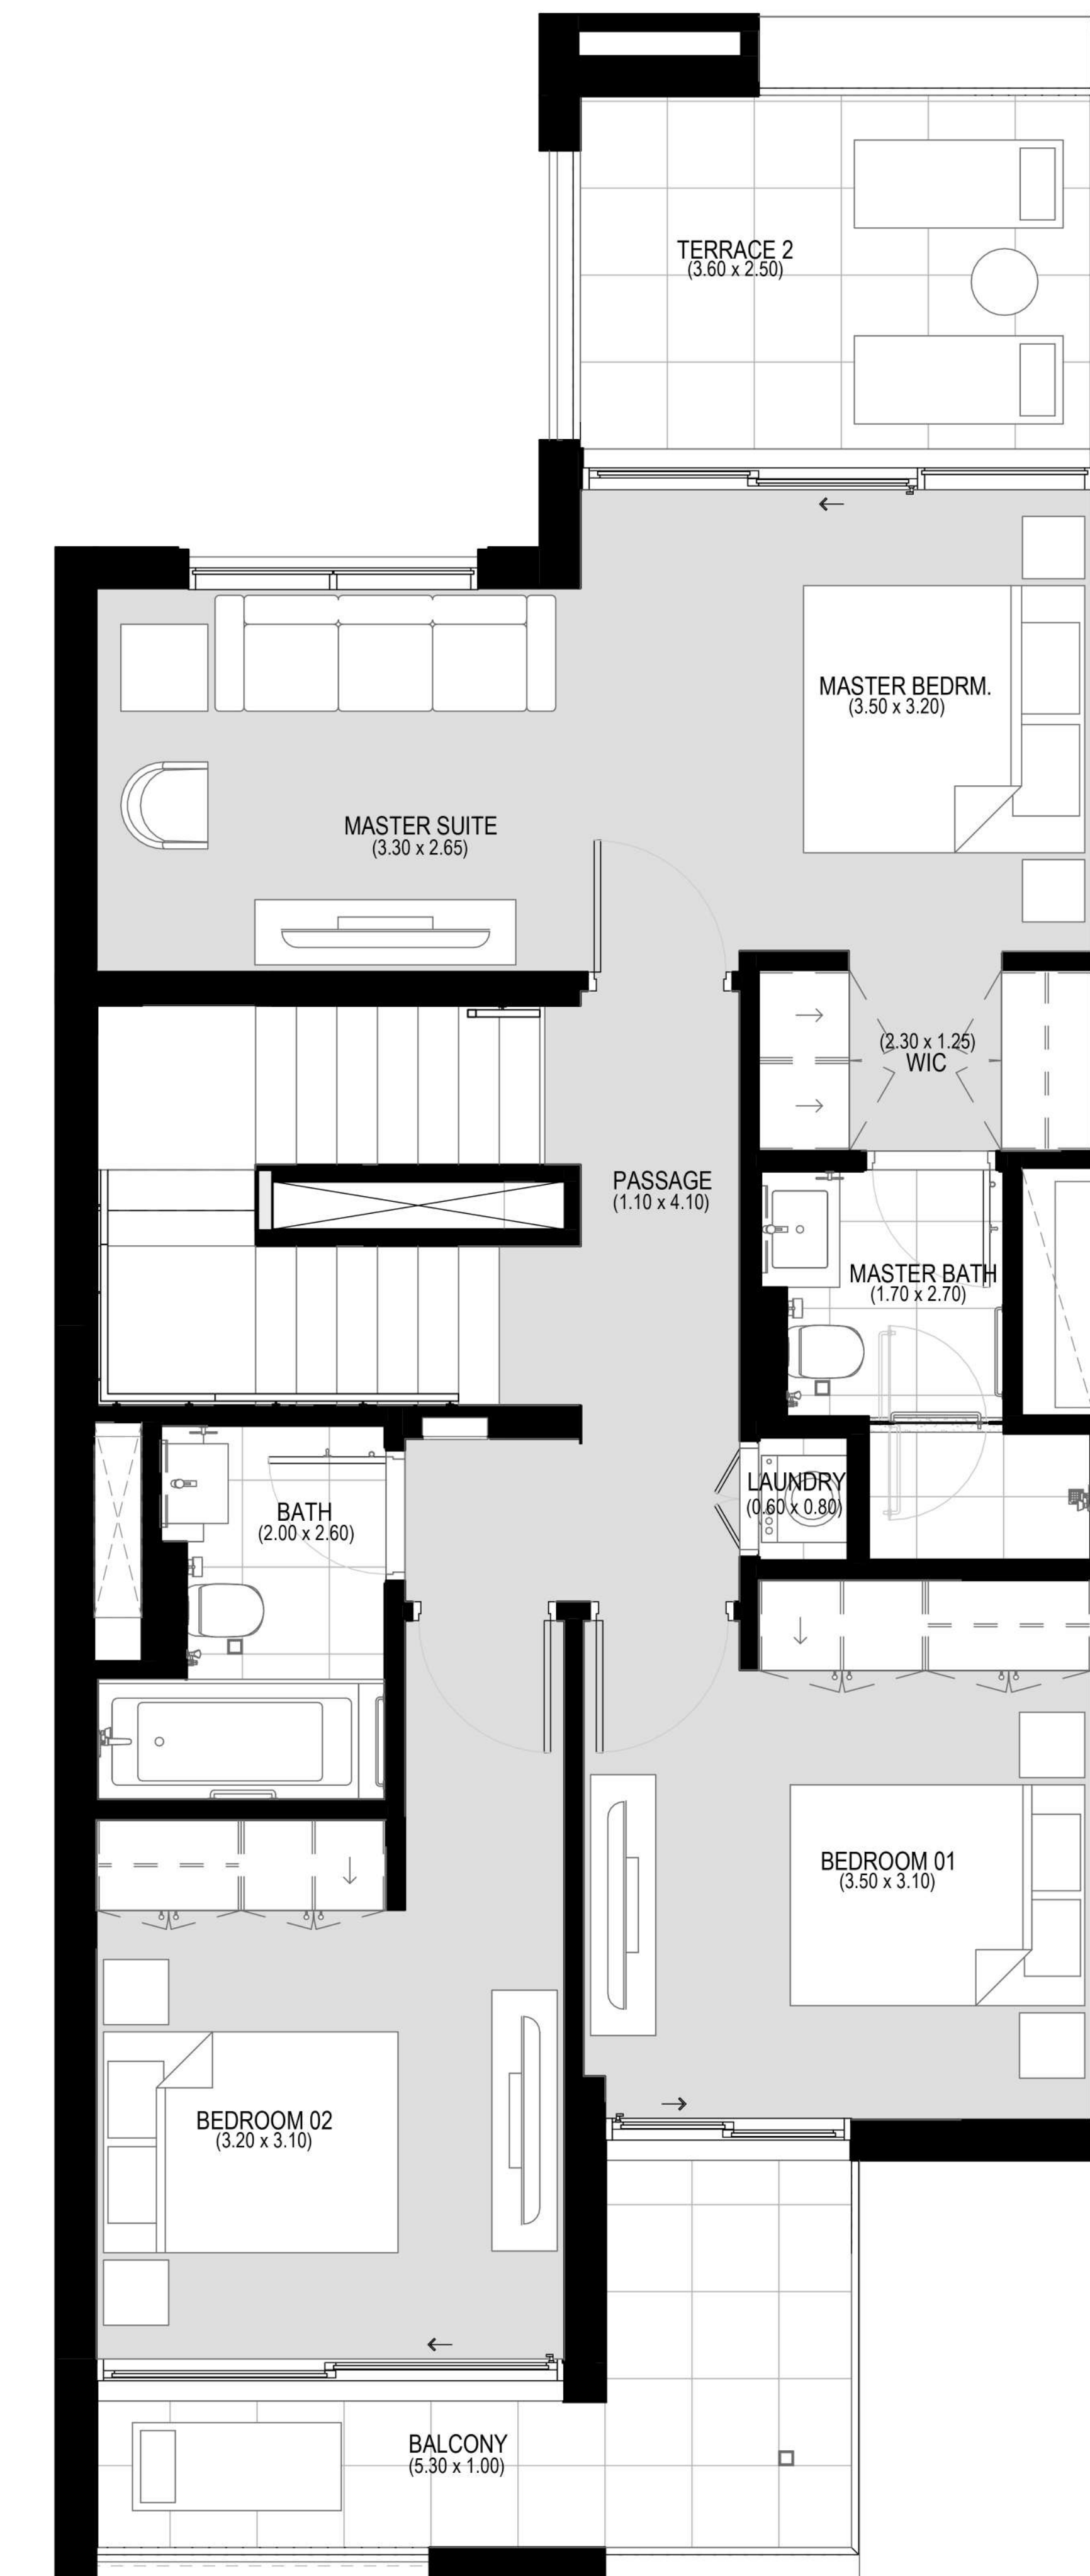 TERRACE 2
(3.60 x 2.50)
MASTER BEDRM.
(3.50 x 3.20)
MASTER SUITE
(3.30 x 2.65)
(2.30 x 1.25)
WIC
PASSAGE
(1.10 x 4.10)
MASTER BATH
(1.70 x 2.70)
LAUNDRY
(0.60 x 0.80)
BATH
(2.00 x 2.60)
BEDROOM 01
(3.50 x 3.10)
BEDROOM 02
(3.20 x 3.10)
BALCONY
(5.30 x 1.00)